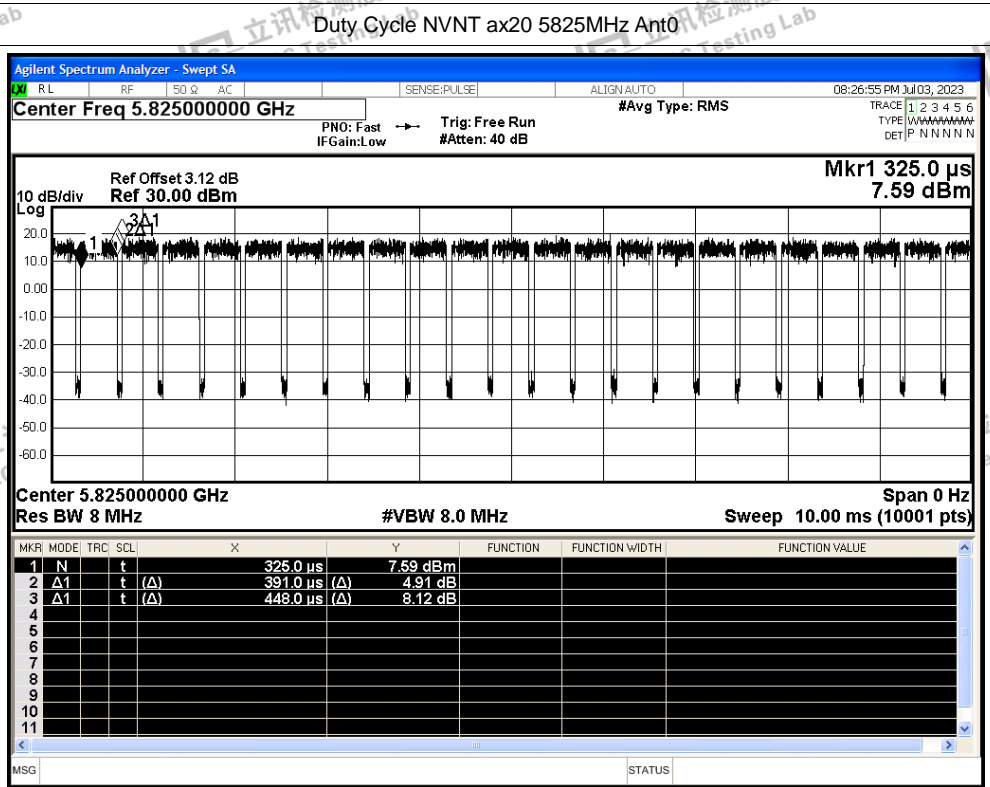 Duty Cycle NVNT ax20 5825MHz Ant0
Agilent Spectrum Analyzer - Swept SA
LXI RL RF 50 Ω AC SENSE:PULSE ALIGN AUTO 08:26:55 PM Jul 03, 2023
Center Freq 5.825000000 GHz #Avg Type: RMS TRACE 1 2 3 4 5 6
PNO: Fast Trig: Free Run TYPE WWWWWW
IFGain:Low #Atten: 40 dB DET P N N N N N
Mkr1 325.0 µs
Ref Offset 3.12 dB
10 dB/div Ref 30.00 dBm 7.59 dBm
Log
3Δ1
2Δ1
1
20.0
10.0
0.00
-10.0
-20.0
-30.0
-40.0
-50.0
-60.0
Center 5.825000000 GHz Span 0 Hz
Res BW 8 MHz #VBW 8.0 MHz Sweep 10.00 ms (10001 pts)
MKR MODE TRC SCL X Y FUNCTION FUNCTION WIDTH FUNCTION VALUE
1 N t 325.0 µs 7.59 dBm
2 Δ1 t (Δ) 391.0 µs (Δ) 4.91 dB
3 Δ1 t (Δ) 448.0 µs (Δ) 8.12 dB
4
5
6
7
8
9
10
11
MSG STATUS